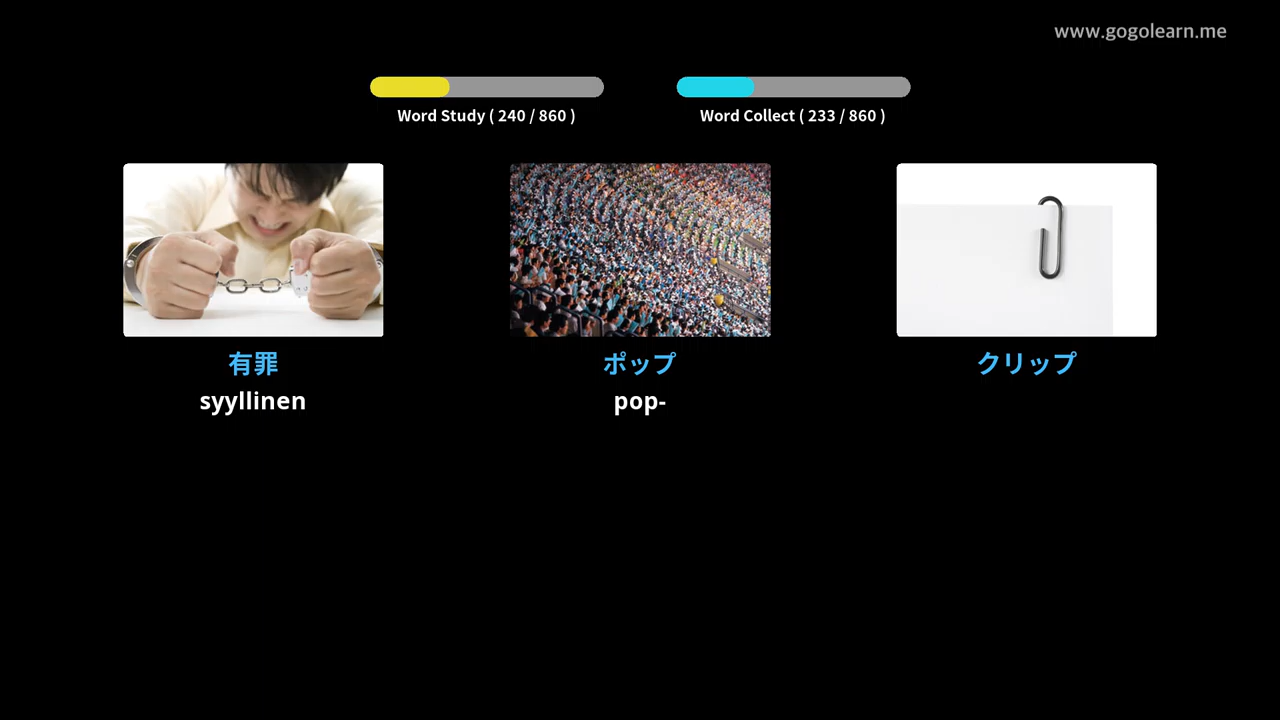 www.gogolearn.me
Word Study ( 240 / 860 )
Word Collect ( 233 / 860 )
有罪
ポップ
クリップ
syyllinen
pop-